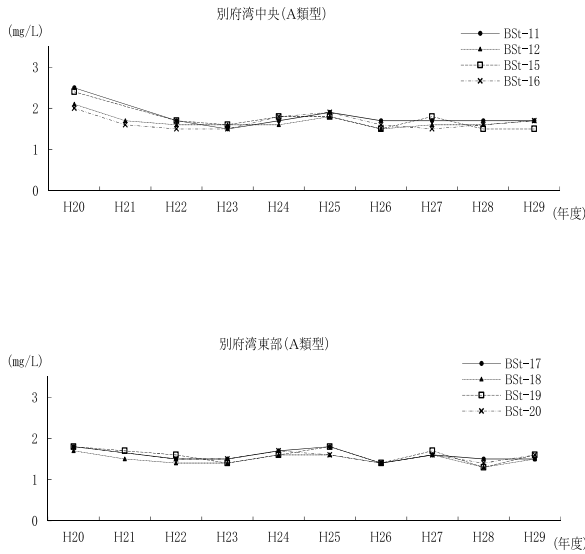 別府湾中央(A類型)
(mg/L)
BSt-11
BSt-12
BSt-15
BSt-16
3
2
1
0
H20 H21 H22 H23 H24 H25 H26 H27 H28 H29
(年度)
別府湾東部(A類型)
(mg/L)
BSt-17
BSt-18
BSt-19
BSt-20
3
2
1
0
H20 H21 H22 H23 H24 H25 H26 H27 H28 H29
(年度)